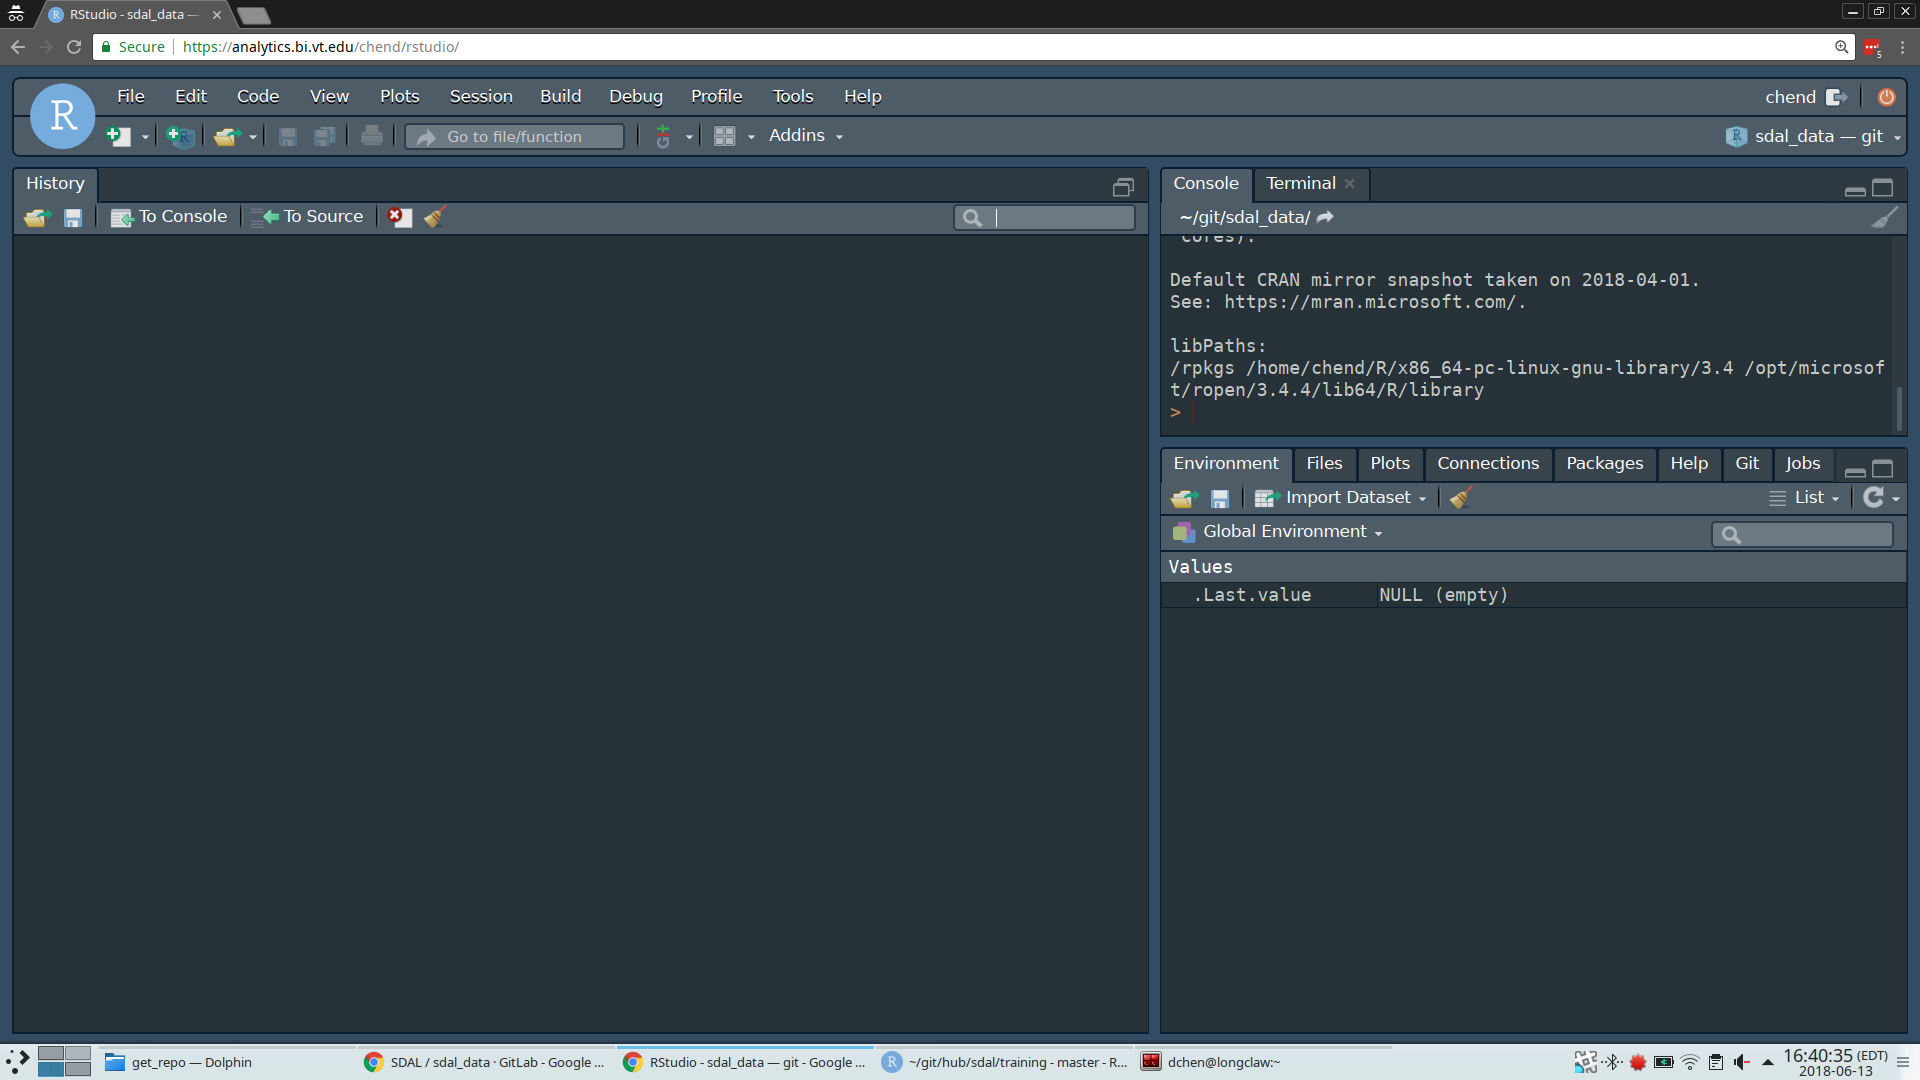 RStudio - sdal_data —
Secure
https://analytics.bi.vt.edu/chend/rstudio/
5
R
File Edit Code View Plots Session Build Debug Profile Tools Help
chend
Go to file/function
Addins
sdal_data — git
History
To Console
To Source
Console
Terminal
~/git/sdal_data/
cores).
Default CRAN mirror snapshot taken on 2018-04-01.
See: https://mran.microsoft.com/.
libPaths:
/rpkgs /home/chend/R/x86_64-pc-linux-gnu-library/3.4 /opt/microsof
t/ropen/3.4.4/lib64/R/library
>
Environment Files Plots Connections Packages Help Git Jobs
Import Dataset
List
Global Environment
Values
.Last.value NULL (empty)
get_repo — Dolphin
SDAL / sdal_data · GitLab - Google ...
RStudio - sdal_data — git - Google ...
~/git/hub/sdal/training - master - R...
dchen@longclaw:~
16:40:35 (EDT)
2018-06-13